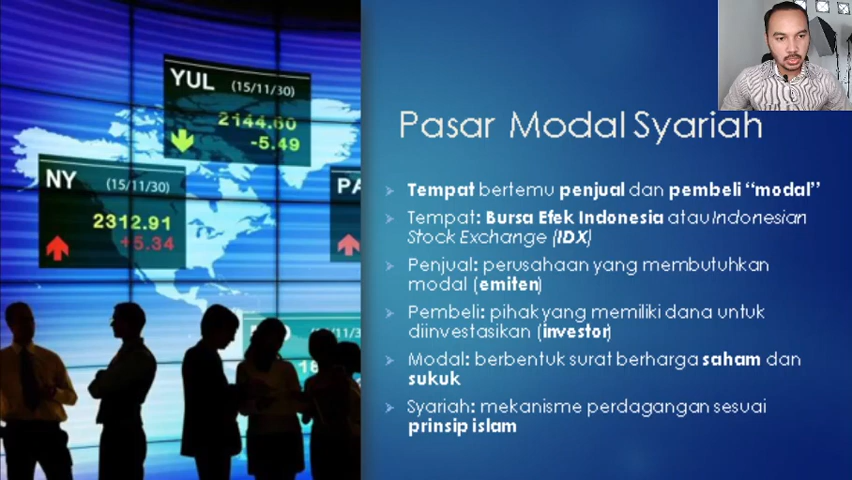 YUL (15/11/30)
2144.60
-5.49
NY (15/11/30)
2312.91
+5.34
PA
Pasar Modal Syariah
Tempat bertemu penjual dan pembeli “modal”
Tempat: Bursa Efek Indonesia atau Indonesian
Stock Exchange (IDX)
Penjual: perusahaan yang membutuhkan
modal (emiten)
Pembeli: pihak yang memiliki dana untuk
diinvestasikan (investor)
Modal: berbentuk surat berharga saham dan
sukuk
Syariah: mekanisme perdagangan sesuai
prinsip islam